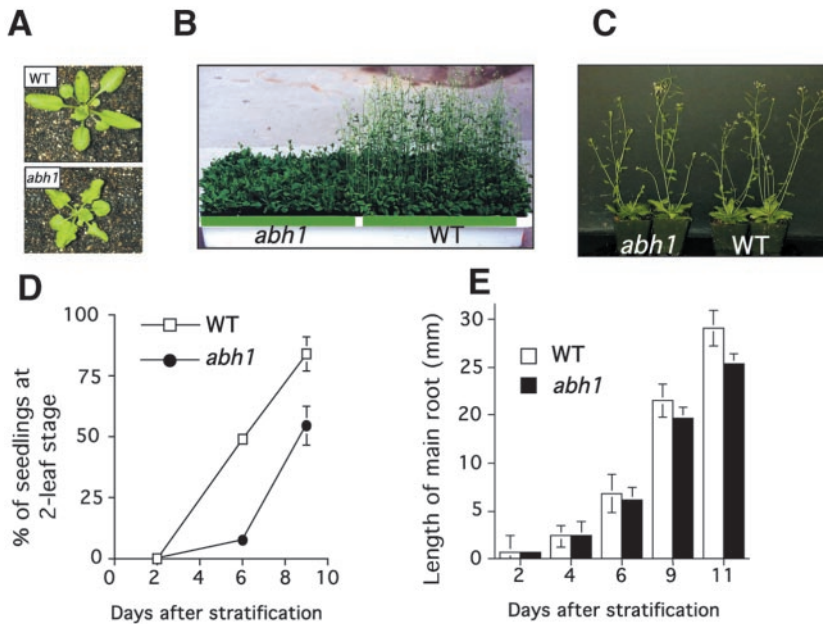 A
WT
abh1
B
abh1
WT
C
abh1
WT
D
% of seedlings at
2-leaf stage
100
75
50
25
0
WT
abh1
0 2 4 6 8 10
Days after stratification
E
Length of main root (mm)
30
25
20
5
0
WT
abh1
2 4 6 9 11
Days after stratification